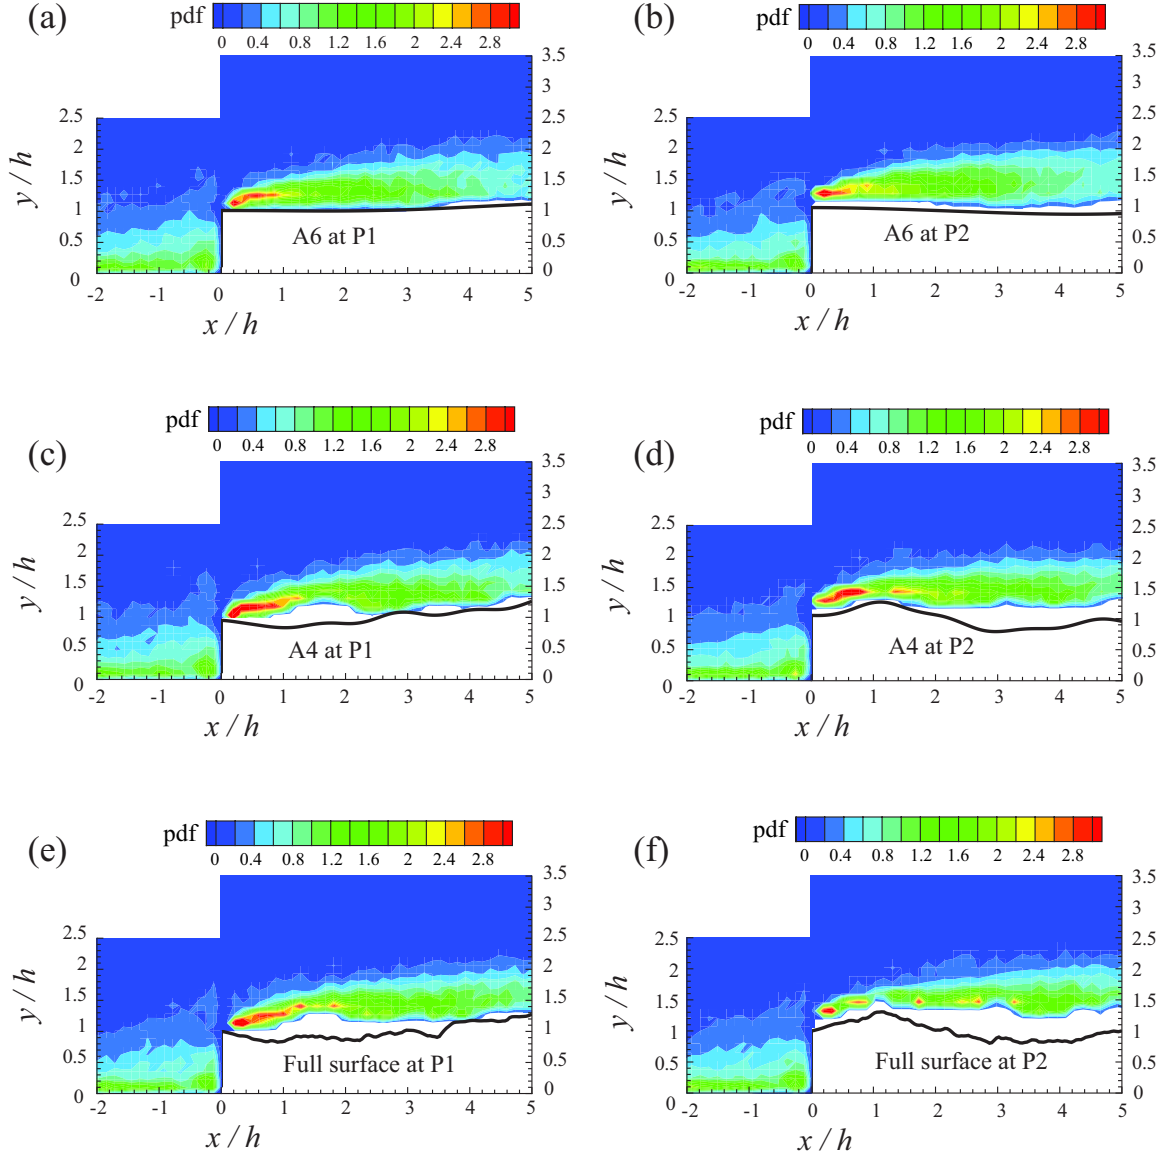 (a)
pdf
0 0.4 0.8 1.2 1.6 2 2.4 2.8
3.5
3
2.5
2
1.5
1
0.5
0
2.5
2
1.5
1
0.5
0
y / h
A6 at P1
-2 -1 0 1 2 3 4 5
x / h
(b)
pdf
0 0.4 0.8 1.2 1.6 2 2.4 2.8
3.5
3
2.5
2
1.5
1
0.5
0
2.5
2
1.5
1
0.5
0
y / h
A6 at P2
-2 -1 0 1 2 3 4 5
x / h
(c)
pdf
0 0.4 0.8 1.2 1.6 2 2.4 2.8
3.5
3
2.5
2
1.5
1
0.5
0
2.5
2
1.5
1
0.5
0
y / h
A4 at P1
-2 -1 0 1 2 3 4 5
x / h
(d)
pdf
0 0.4 0.8 1.2 1.6 2 2.4 2.8
3.5
3
2.5
2
1.5
1
0.5
0
2.5
2
1.5
1
0.5
0
y / h
A4 at P2
-2 -1 0 1 2 3 4 5
x / h
(e)
pdf
0 0.4 0.8 1.2 1.6 2 2.4 2.8
3.5
3
2.5
2
1.5
1
0.5
0
2.5
2
1.5
1
0.5
0
y / h
Full surface at P1
-2 -1 0 1 2 3 4 5
x / h
(f)
pdf
0 0.4 0.8 1.2 1.6 2 2.4 2.8
3.5
3
2.5
2
1.5
1
0.5
0
2.5
2
1.5
1
0.5
0
y / h
Full surface at P2
-2 -1 0 1 2 3 4 5
x / h